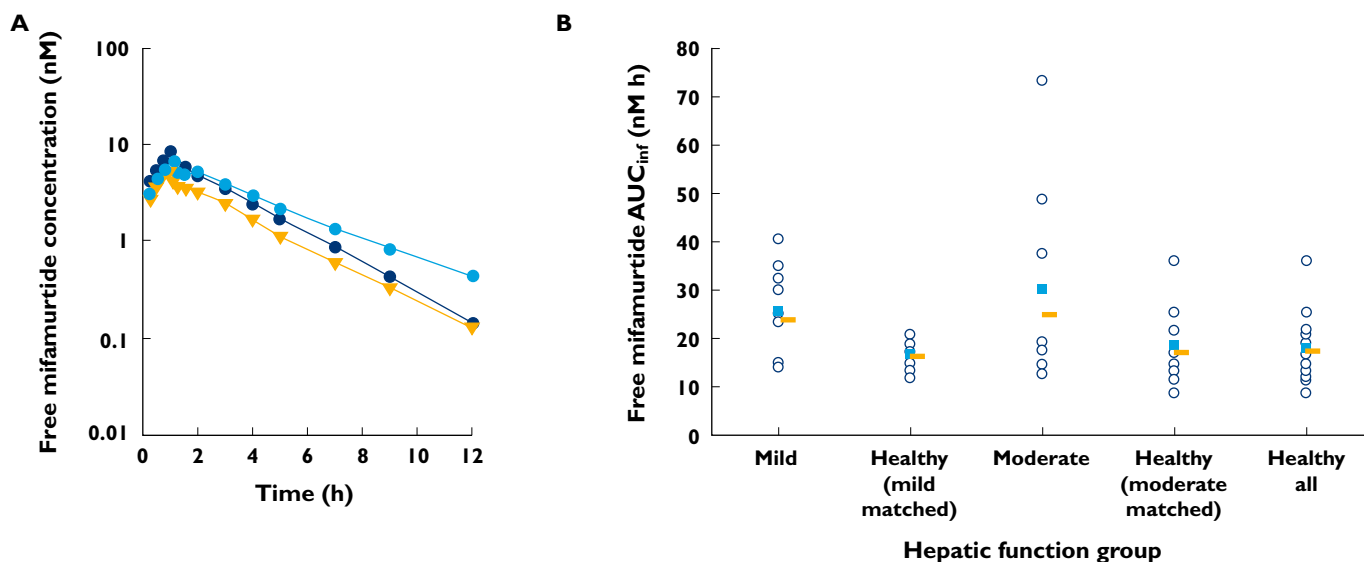 A
Free mifamurtide concentration (nM)
100
10
1
0.1
0.01
0 2 4 6 8 10 12
Time (h)
B
Free mifamurtide AUCinf (nM h)
80
70
60
50
40
30
20
10
0
Mild
Healthy
(mild
matched)
Moderate
Healthy
(moderate
matched)
Healthy
all
Hepatic function group